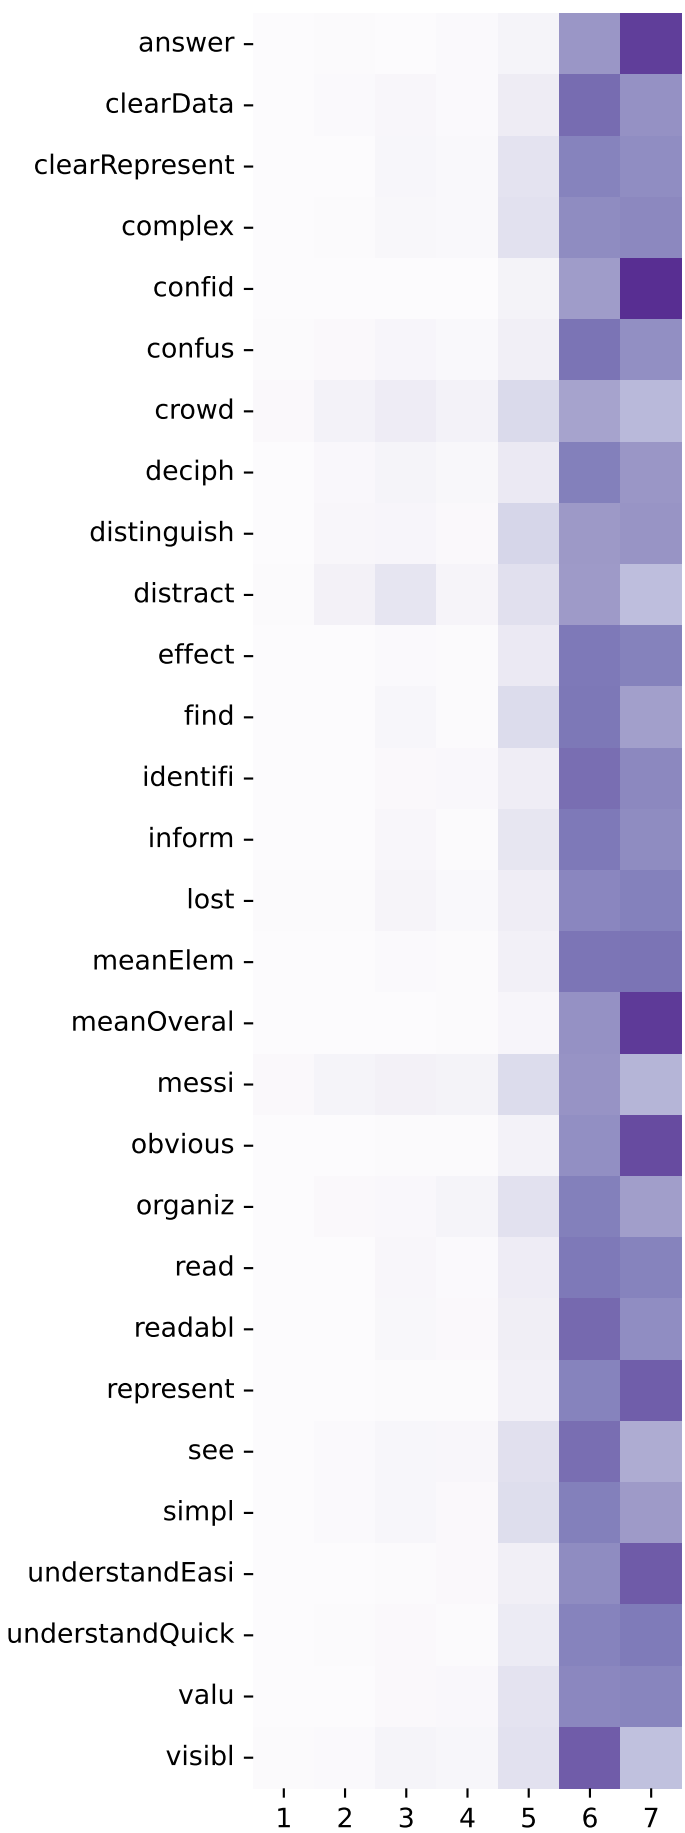 answer
clearData
clearRepresent
complex
confid
confus
crowd
deciph
distinguish
distract
effect
find
identifi
inform
lost
meanElem
meanOveral
messi
obvious
organiz
read
readabl
represent
see
simpl
understandEasi
understandQuick
valu
visibl
1 2 3 4 5 6 7